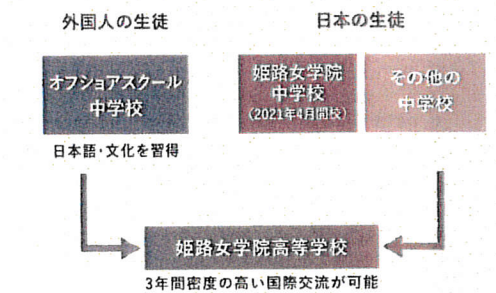 外国人の生徒
日本の生徒
オフショアスクール
中学校
姫路女学院
中学校
(2021年4月開校)
その他の
中学校
日本語・文化を習得
姫路女学院高等学校
3年間密度の高い国際交流が可能